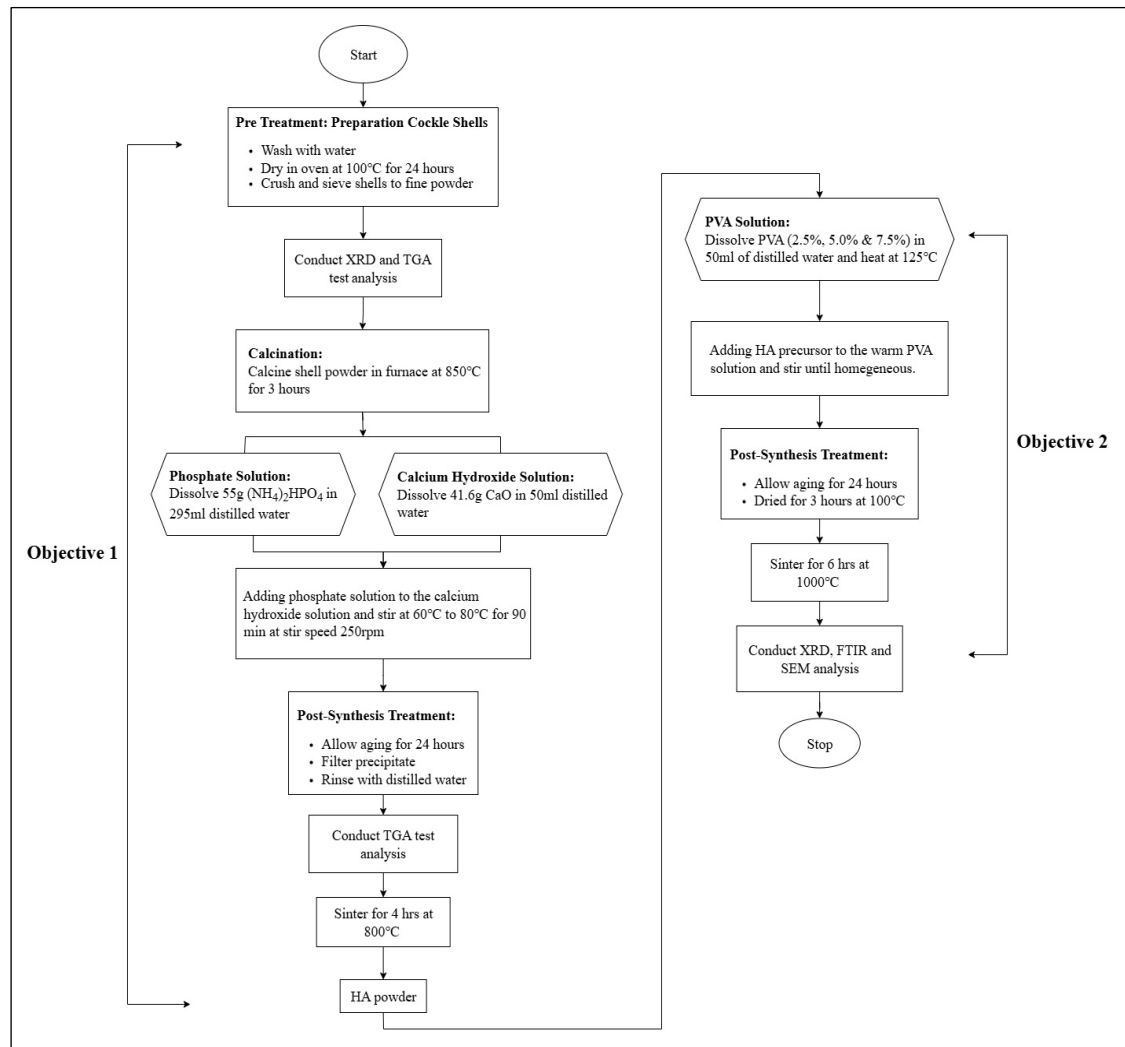 Start
Pre Treatment: Preparation Cockle Shells
• Wash with water
• Dry in oven at 100℃ for 24 hours
• Crush and sieve shells to fine powder
Conduct XRD and TGA
test analysis
Calcination:
Calcine shell powder in furnace at 850℃
for 3 hours
Phosphate Solution:
Dissolve 55g (NH₄)₂HPO₄ in
295ml distilled water
Calcium Hydroxide Solution:
Dissolve 41.6g CaO in 50ml distilled
water
Objective 1
Adding phosphate solution to the calcium
hydroxide solution and stir at 60℃ to 80℃ for 90
min at stir speed 250rpm
Post-Synthesis Treatment:
• Allow aging for 24 hours
• Filter precipitate
• Rinse with distilled water
Conduct TGA test
analysis
Sinter for 4 hrs at
800℃
HA powder
PVA Solution:
Dissolve PVA (2.5%, 5.0% & 7.5%) in
50ml of distilled water and heat at 125℃
Adding HA precursor to the warm PVA
solution and stir until homegeneous.
Objective 2
Post-Synthesis Treatment:
• Allow aging for 24 hours
• Dried for 3 hours at 100℃
Sinter for 6 hrs at
1000℃
Conduct XRD, FTIR and
SEM analysis
Stop